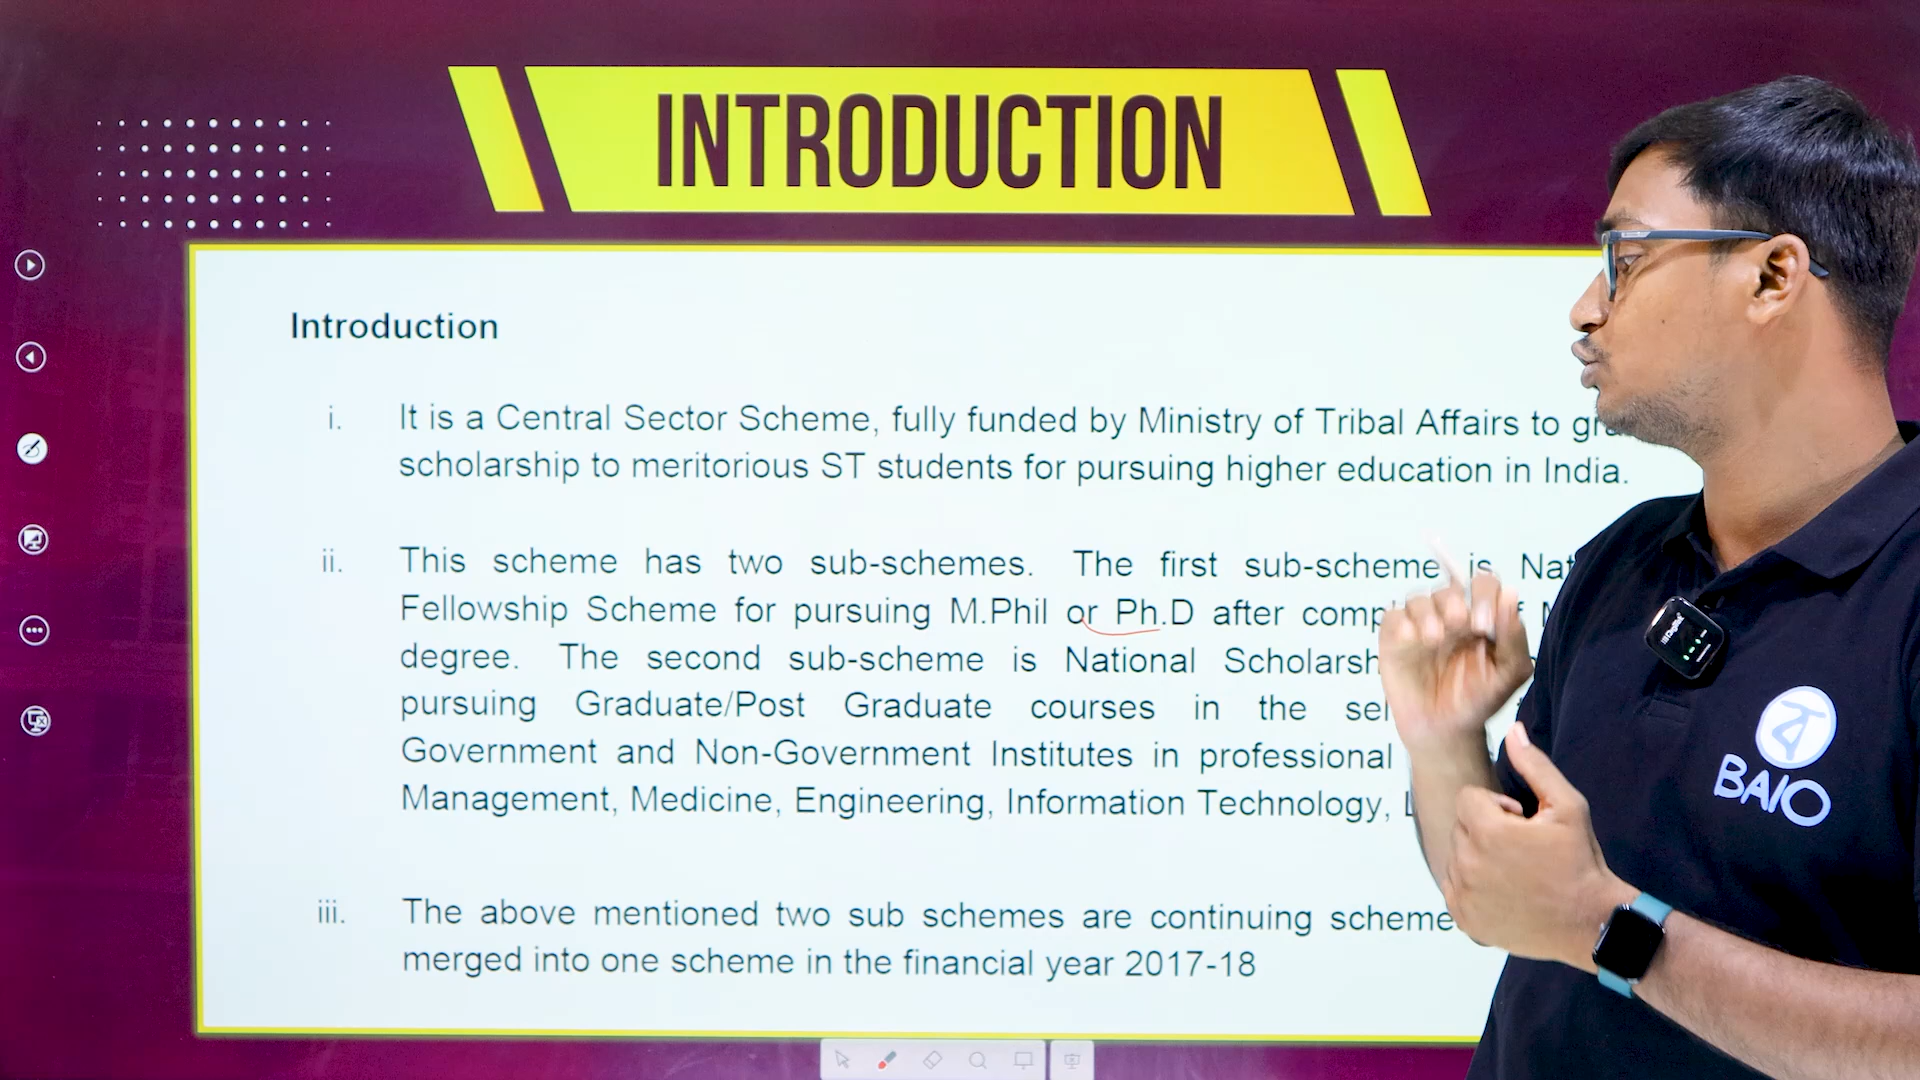 INTRODUCTION
Introduction
i. It is a Central Sector Scheme, fully funded by Ministry of Tribal Affairs to
scholarship to meritorious ST students for pursuing higher education in India.
ii. This scheme has two sub-schemes. The first sub-scheme is
Fellowship Scheme for pursuing M.Phil or Ph.D after
degree. The second sub-scheme is National
pursuing Graduate/Post Graduate courses in the
Government and Non-Government Institutes in professional
Management, Medicine, Engineering, Information Technology,
iii. The above mentioned two sub schemes are continuing
merged into one scheme in the financial year 2017-18
BAIO